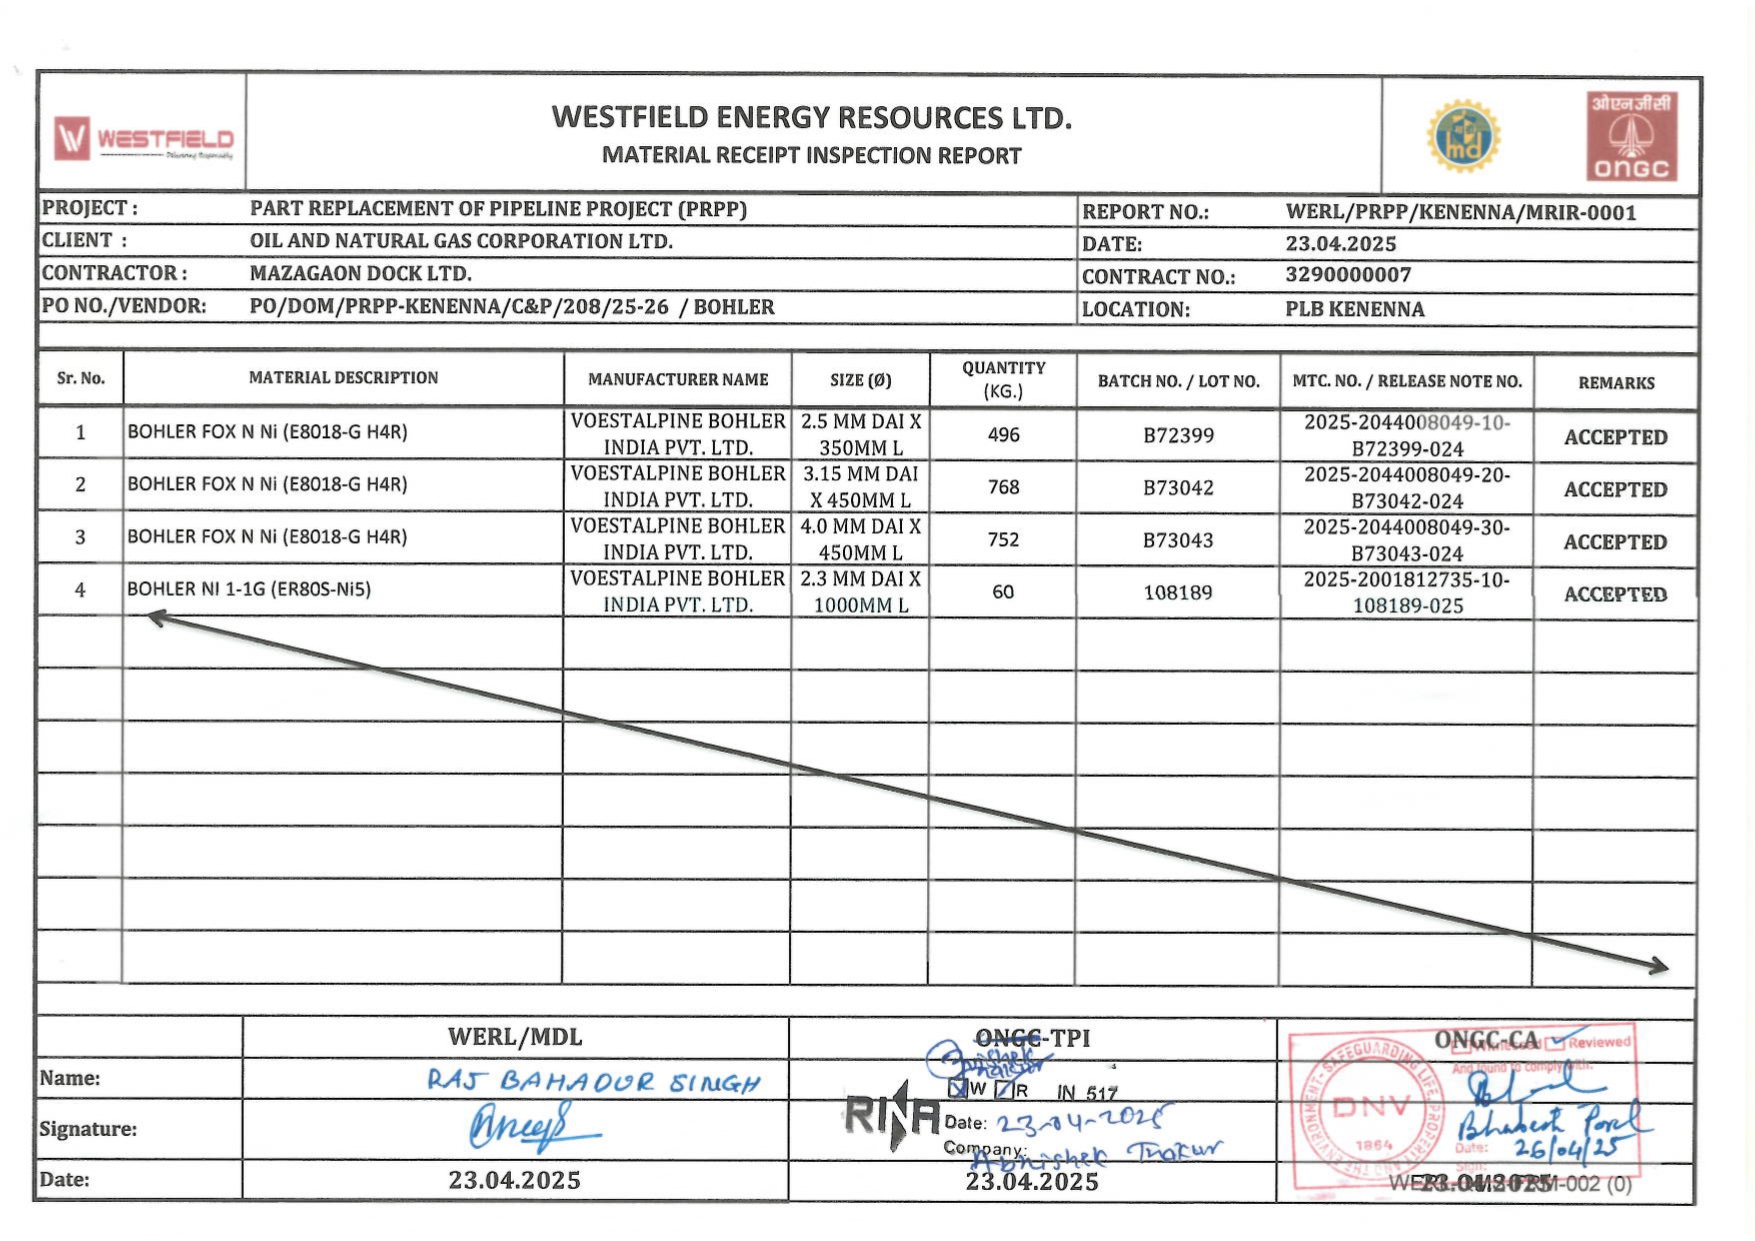 WESTFIELD
Delivering Responsibly
WESTFIELD ENERGY RESOURCES LTD.
MATERIAL RECEIPT INSPECTION REPORT
md
ओएनजीसी
ONGC
PROJECT : PART REPLACEMENT OF PIPELINE PROJECT (PRPP) REPORT NO.: WERL/PRPP/KENENNA/MRIR-0001
CLIENT : OIL AND NATURAL GAS CORPORATION LTD. DATE: 23.04.2025
CONTRACTOR : MAZAGAON DOCK LTD. CONTRACT NO.: 3290000007
PO NO./VENDOR: PO/DOM/PRPP-KENENNA/C&P/208/25-26 / BOHLER LOCATION: PLB KENENNA
Sr. No. MATERIAL DESCRIPTION MANUFACTURER NAME SIZE (Ø) QUANTITY (KG.) BATCH NO. / LOT NO. MTC. NO. / RELEASE NOTE NO. REMARKS
1 BOHLER FOX N Ni (E8018-G H4R) VOESTALPINE BOHLER INDIA PVT. LTD. 2.5 MM DAI X 350MM L 496 B72399 2025-2044008049-10-B72399-024 ACCEPTED
2 BOHLER FOX N Ni (E8018-G H4R) VOESTALPINE BOHLER INDIA PVT. LTD. 3.15 MM DAI X 450MM L 768 B73042 2025-2044008049-20-B73042-024 ACCEPTED
3 BOHLER FOX N Ni (E8018-G H4R) VOESTALPINE BOHLER INDIA PVT. LTD. 4.0 MM DAI X 450MM L 752 B73043 2025-2044008049-30-B73043-024 ACCEPTED
4 BOHLER NI 1-1G (ER80S-Ni5) VOESTALPINE BOHLER INDIA PVT. LTD. 2.3 MM DAI X 1000MM L 60 108189 2025-2001812735-10-108189-025 ACCEPTED
WERL/MDL ONGC-TPI ONGC-CA
Reviewed
And found to comply with:
Name: RAJ BAHADUR SINGH
W R IN 517
RINA
Date: 23-04-2025
Company:
Abhishek Thakur
SAFEGUARDING LIFE, PROPERTY AND THE ENVIRONMENT
DNV
1864
Bhabesh
Date: 26/04/25
Sign:
Signature:
Date: 23.04.2025 23.04.2025 23.04.2025
-002 (0)